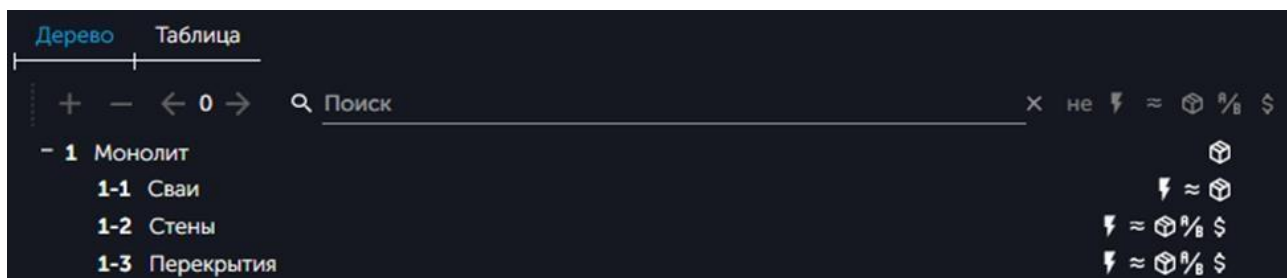 Дерево Таблица
+ − ← 0 → Поиск × не ≈ A/B $
− 1 Монолит
1-1 Сваи ≈
1-2 Стены ≈ A/B $
1-3 Перекрытия ≈ A/B $